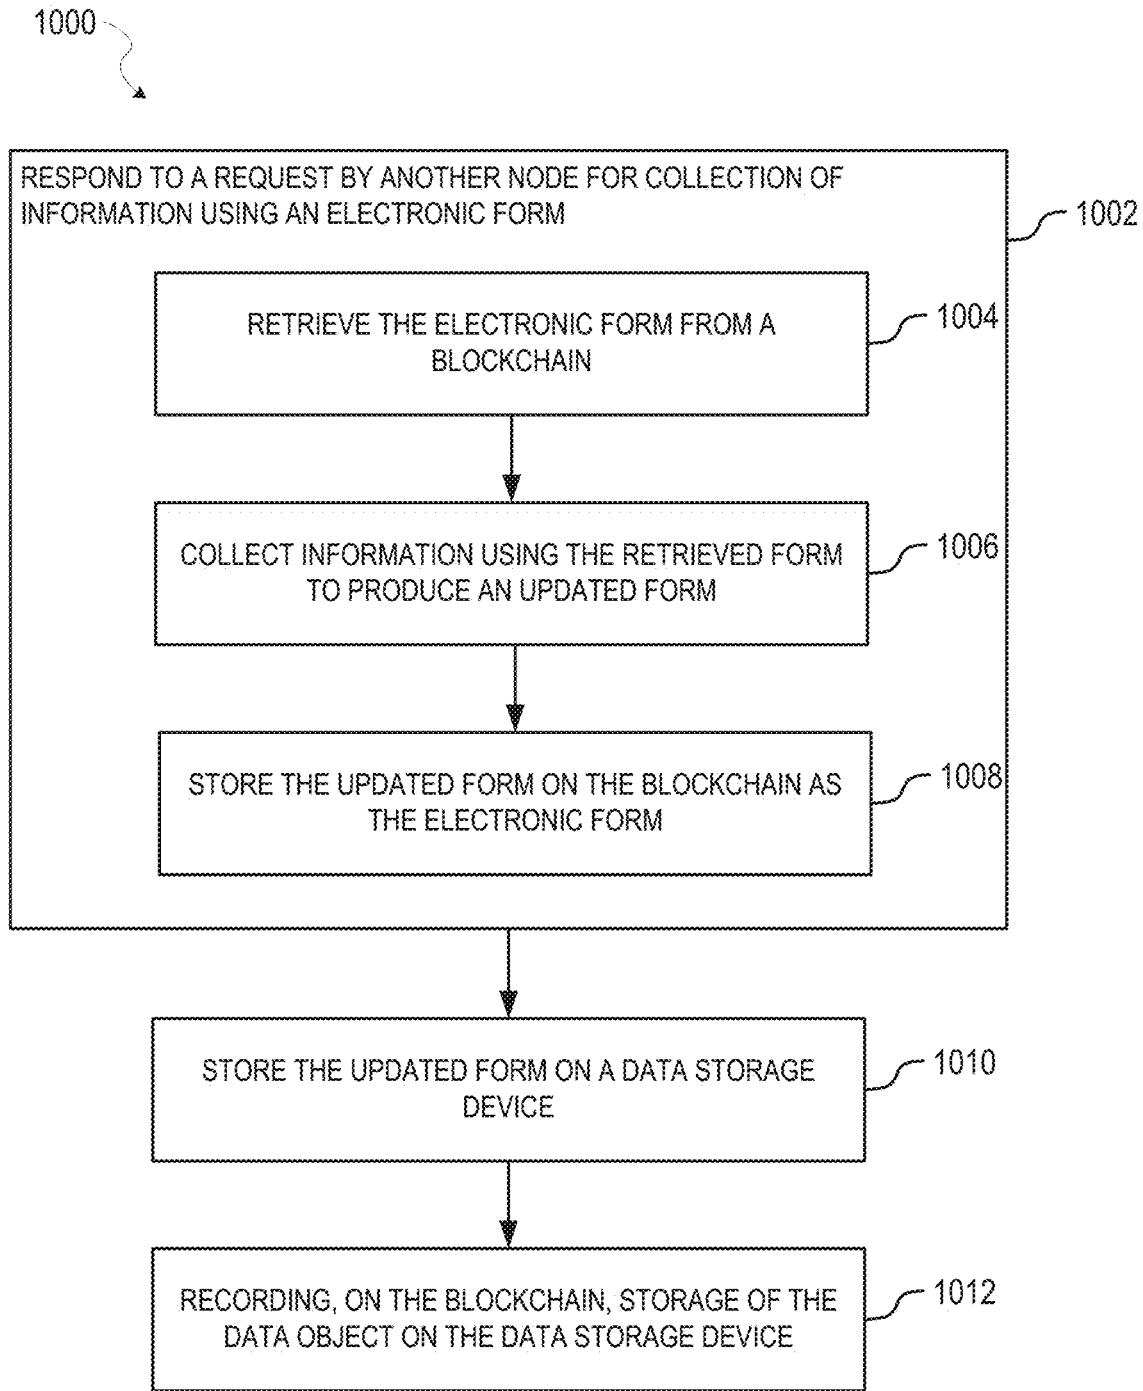 1000
RESPOND TO A REQUEST BY ANOTHER NODE FOR COLLECTION OF
INFORMATION USING AN ELECTRONIC FORM
1002
RETRIEVE THE ELECTRONIC FORM FROM A
BLOCKCHAIN
1004
COLLECT INFORMATION USING THE RETRIEVED FORM
TO PRODUCE AN UPDATED FORM
1006
STORE THE UPDATED FORM ON THE BLOCKCHAIN AS
THE ELECTRONIC FORM
1008
STORE THE UPDATED FORM ON A DATA STORAGE
DEVICE
1010
RECORDING, ON THE BLOCKCHAIN, STORAGE OF THE
DATA OBJECT ON THE DATA STORAGE DEVICE
1012